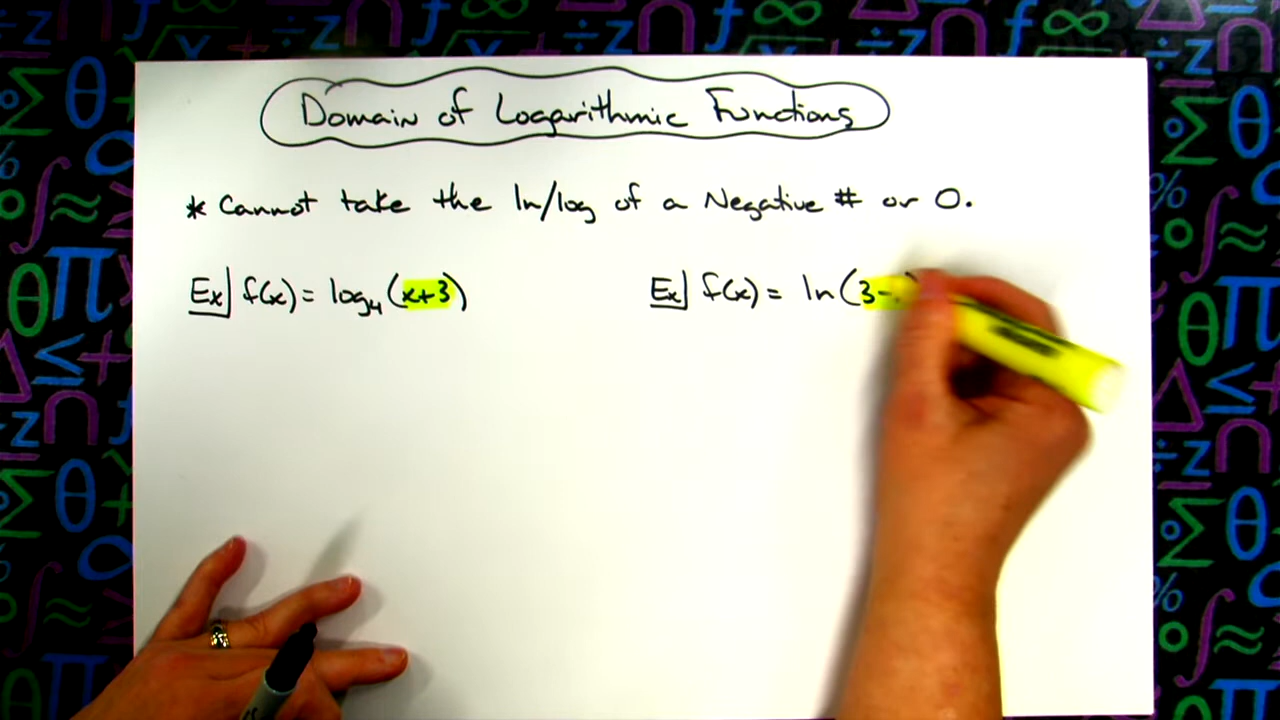 Domain of Logarithmic Functions
* Cannot take the ln/log of a Negative # or 0.
Ex] f(x) = log₄(x+3)
Ex] f(x) = ln(3-